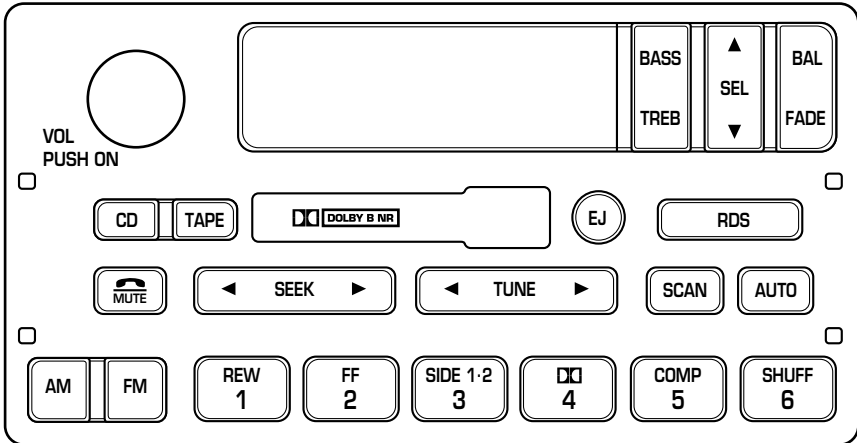 BASS
TREB
▲
SEL
▼
BAL
FADE
VOL
PUSH ON
CD
TAPE
DOLBY B NR
EJ
RDS
MUTE
◄ SEEK ►
◄ TUNE ►
SCAN
AUTO
AM
FM
REW
1
FF
2
SIDE 1·2
3
4
COMP
5
SHUFF
6